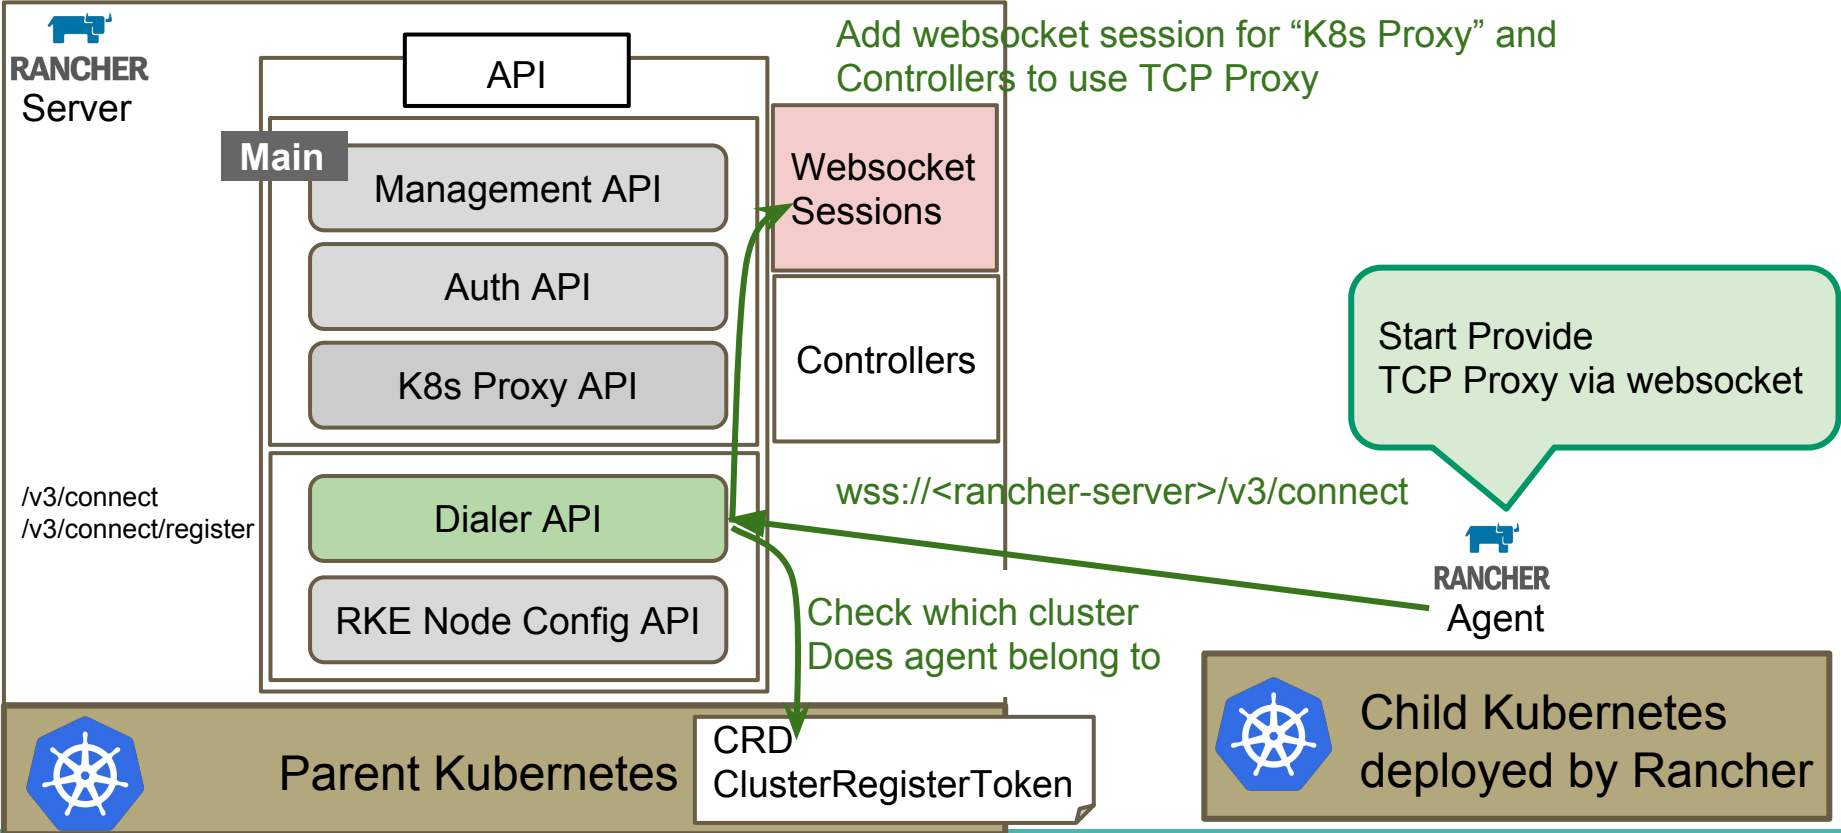 RANCHER
Server
API
Add websocket session for “K8s Proxy” and
Controllers to use TCP Proxy
Main
Management API
Auth API
K8s Proxy API
Websocket
Sessions
Controllers
Start Provide
TCP Proxy via websocket
/v3/connect
/v3/connect/register
Dialer API
RKE Node Config API
wss://<rancher-server>/v3/connect
RANCHER
Agent
Check which cluster
Does agent belong to
Parent Kubernetes
CRD
ClusterRegisterToken
Child Kubernetes
deployed by Rancher